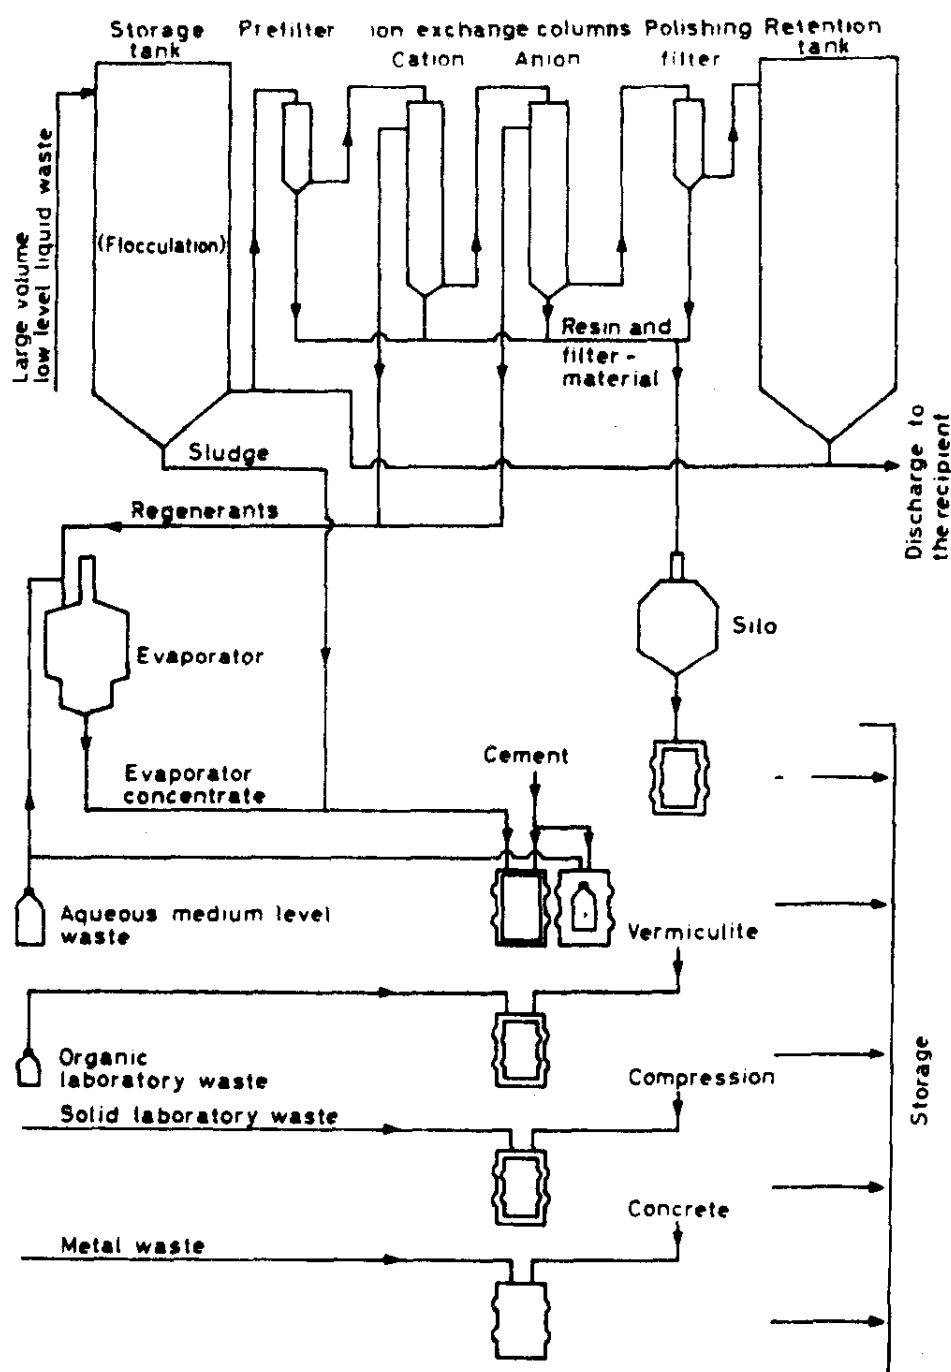 Storage
tank
Prefilter
ion exchange columns
Cation
Anion
Polishing
filter
Retention
tank
Large volume
low level liquid waste
(Flocculation)
Resin and
filter-
material
Sludge
Regenerants
Discharge to
the recipient
Evaporator
Silo
Evaporator
concentrate
Cement
Aqueous medium level
waste
Vermiculite
Organic
laboratory waste
Compression
Solid laboratory waste
Concrete
Metal waste
Storage